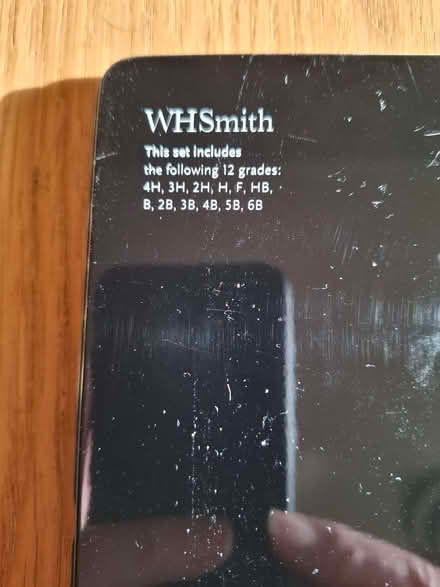 WHSmith
This set includes
the following 12 grades:
4H, 3H, 2H, H, F, HB,
B, 2B, 3B, 4B, 5B, 6B